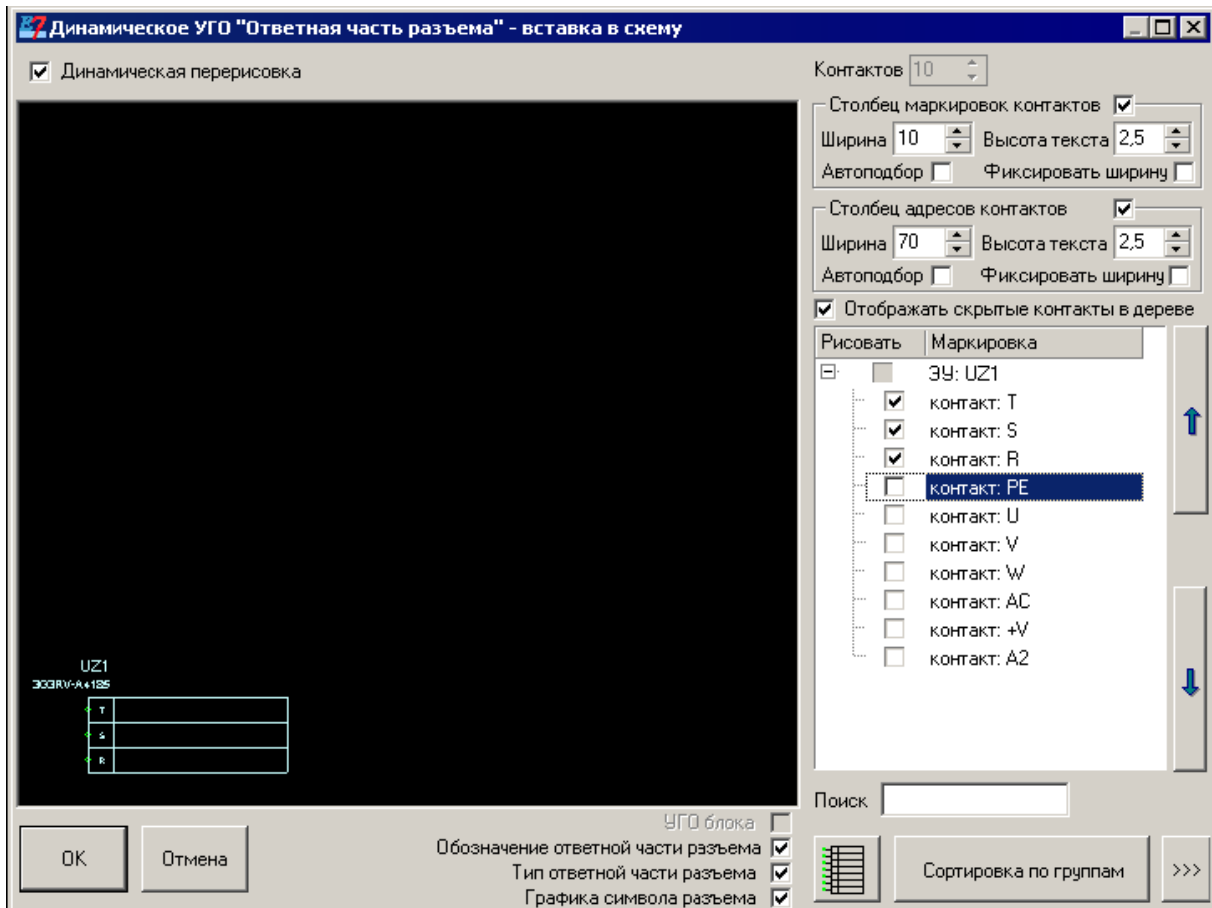 Динамическое УГО "Ответная часть разъема" - вставка в схему
Динамическая перерисовка
Контактов 10
Столбец маркировок контактов
Ширина 10 Высота текста 2,5
Автоподбор Фиксировать ширину
Столбец адресов контактов
Ширина 70 Высота текста 2,5
Автоподбор Фиксировать ширину
Отображать скрытые контакты в дереве
Рисовать Маркировка
ЭУ: UZ1
контакт: T
контакт: S
контакт: R
контакт: PE
контакт: U
контакт: V
контакт: W
контакт: AC
контакт: +V
контакт: A2
UZ1
T
S
R
Поиск
УГО блока
Обозначение ответной части разъема
Тип ответной части разъема
Графика символа разъема
OK Отмена
Сортировка по группам >>>